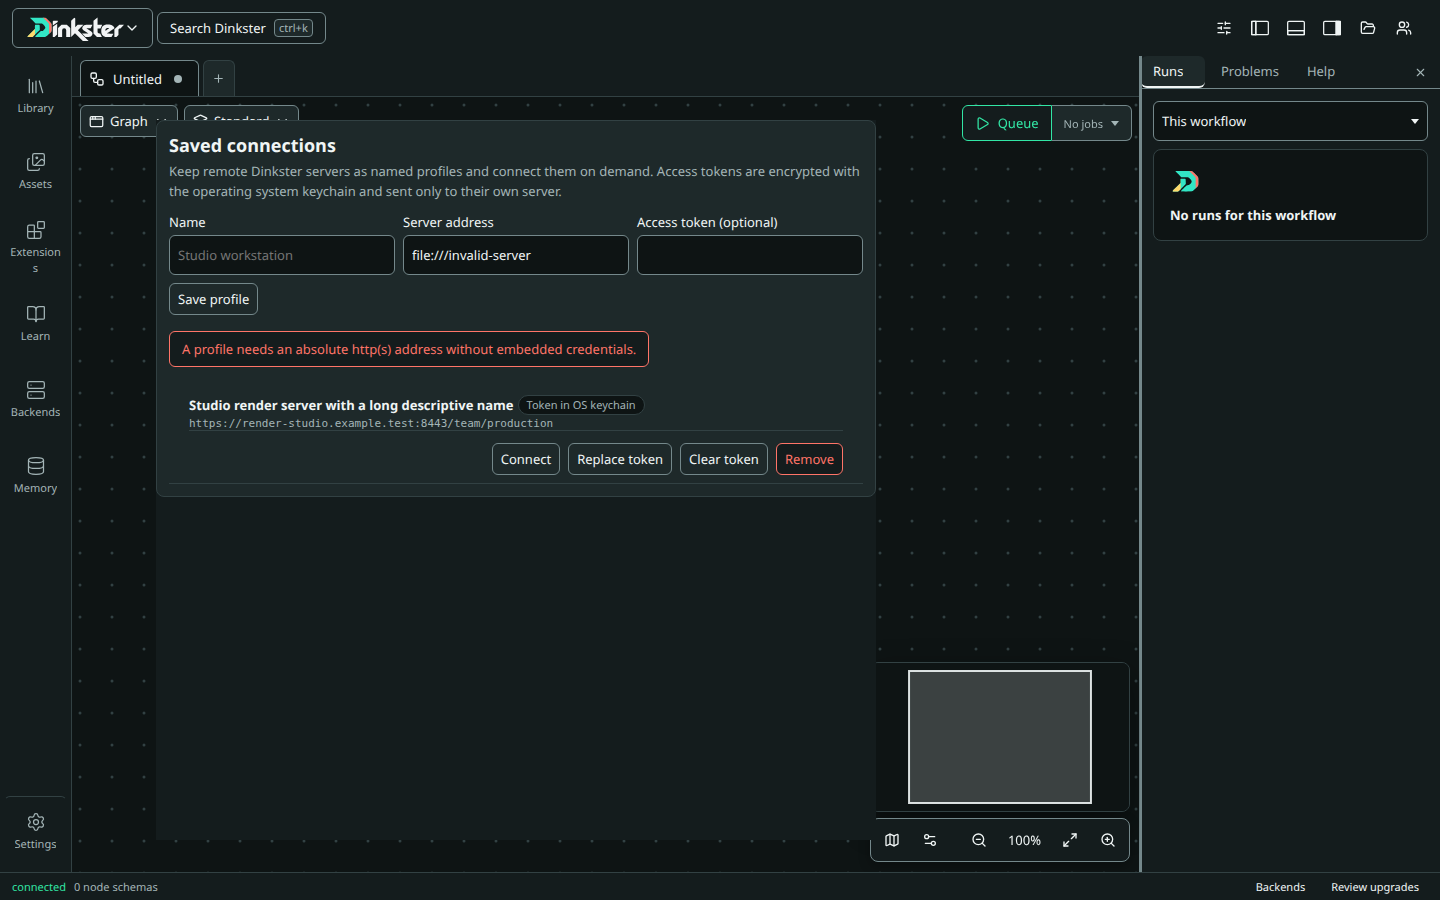 Dinkster
Search Dinkster ctrl+k
Library
Assets
Extension
s
Learn
Backends
Memory
Settings
Untitled
Graph
Standard
Queue
No jobs
Saved connections
Keep remote Dinkster servers as named profiles and connect them on demand. Access tokens are encrypted with
the operating system keychain and sent only to their own server.
Name
Server address
Access token (optional)
Studio workstation
file:///invalid-server
Save profile
A profile needs an absolute http(s) address without embedded credentials.
Studio render server with a long descriptive name Token in OS keychain
https://render-studio.example.test:8443/team/production
Connect Replace token Clear token Remove
100%
Runs Problems Help
This workflow
No runs for this workflow
connected 0 node schemas
Backends Review upgrades